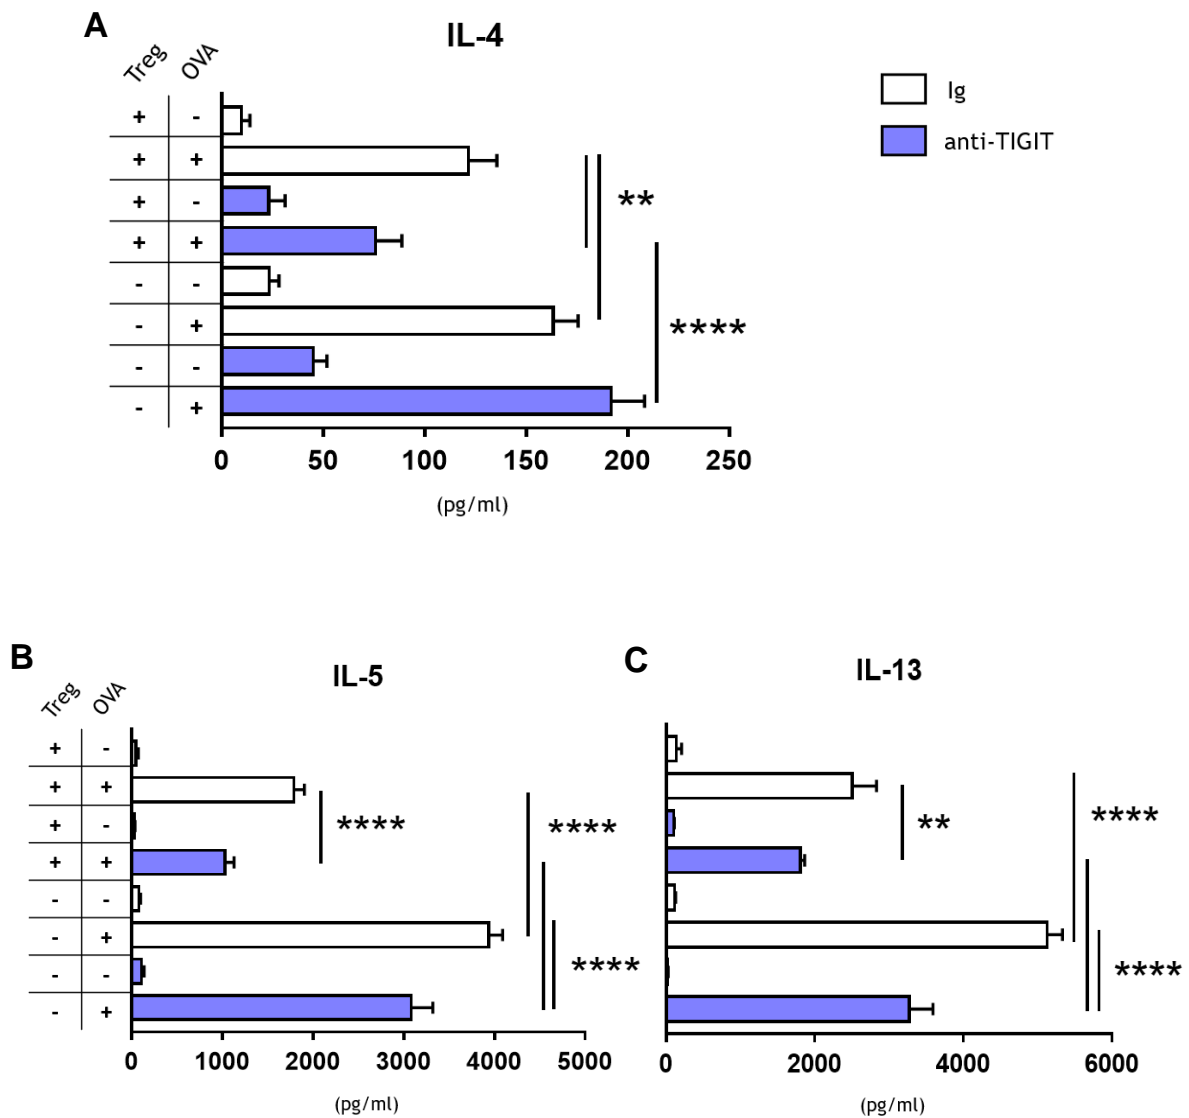 A
IL-4
Treg OVA
Ig
anti-TIGIT
+ -
+ +
+ -
+ +
- -
- +
- -
- +
**
****
0 50 100 150 200 250
(pg/ml)
B
IL-5
Treg OVA
+ -
+ +
+ -
+ +
- -
- +
- -
- +
****
****
****
0 1000 2000 3000 4000 5000
(pg/ml)
C
IL-13
**
****
****
0 2000 4000 6000
(pg/ml)